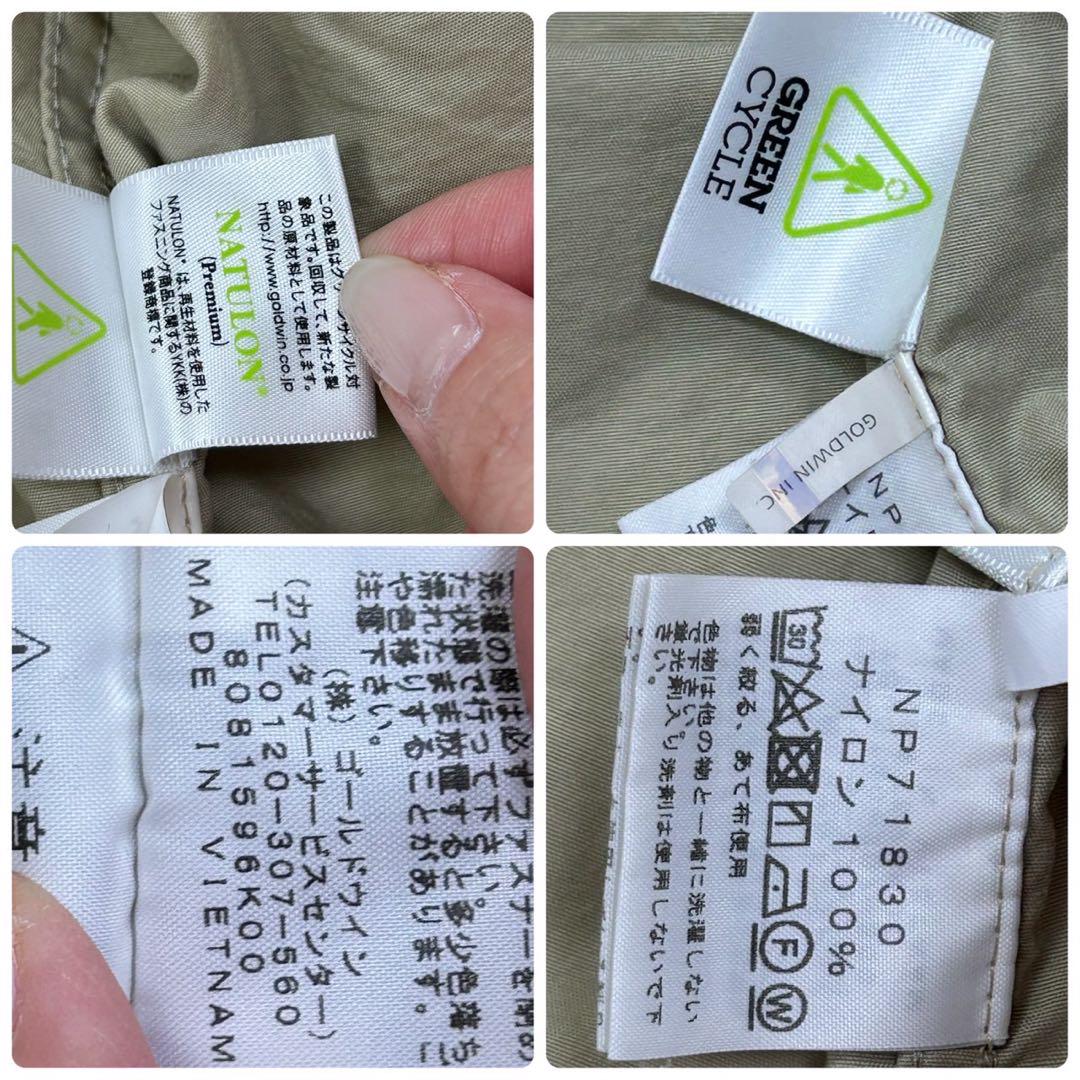 この製品はグリーンサイクル対
象品です。回収して、新たな製
品の原材料として使用します。
http://www.goldwin.co.jp
NATULON®
(Premium)
NATULON®は、再生材料を使用した
ファスニング商品に関するYKK(株)の
登録商標です。
GREEN
CYCLE
GOLDWIN INC.
NP
注意
洗濯の際は必ずファスナーを閉め
た状態で行って下さい。多少色落ち
や色移りすることがあります。
濡れたまま放置すると
注意下さい。
(株)ゴールドウイン
(カスタマーサービスセンター)
TEL0120-307-560
8081596K00
MADE IN VIETNAM
NP71830
ナイロン100%
30
F
W
弱く絞る、あて布使用
色物は他の物と一緒に洗濯しない
で下さい。
蛍光剤入り洗剤は使用しないで下
さい。